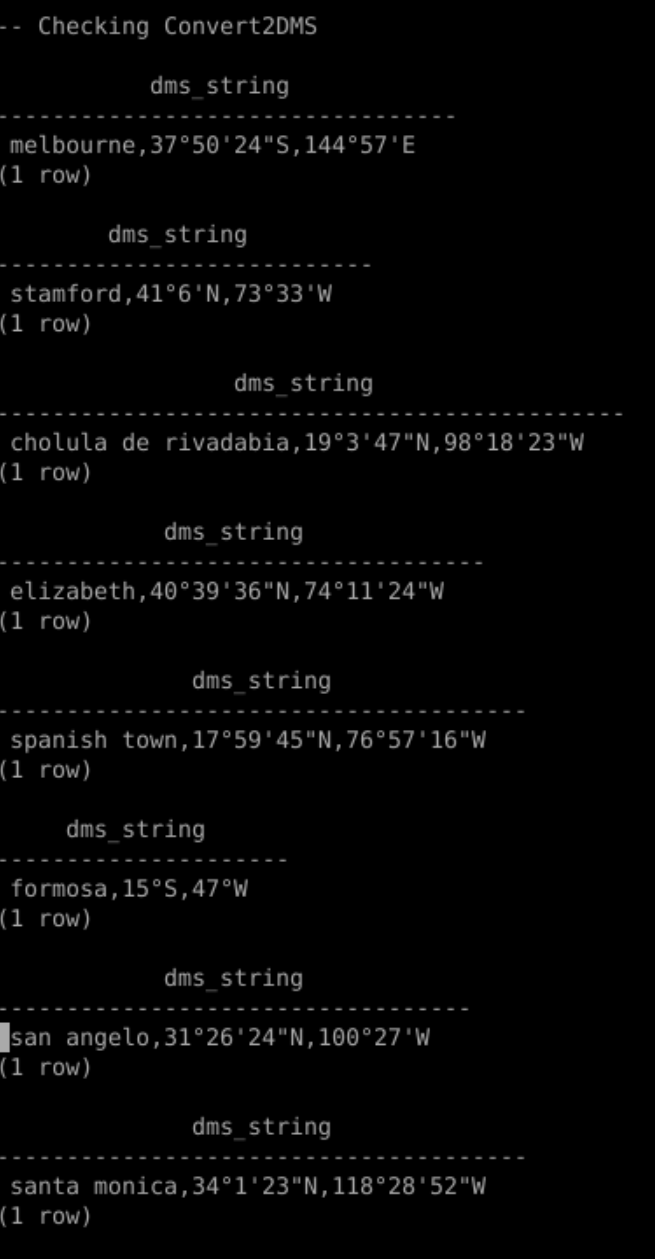 -- Checking Convert2DMS
dms_string
---------------------------------
melbourne,37°50'24"S,144°57'E
(1 row)
dms_string
---------------------------
stamford,41°6'N,73°33'W
(1 row)
dms_string
---------------------------------------------
cholula de rivadabia,19°3'47"N,98°18'23"W
(1 row)
dms_string
-----------------------------------
elizabeth,40°39'36"N,74°11'24"W
(1 row)
dms_string
--------------------------------------
spanish town,17°59'45"N,76°57'16"W
(1 row)
dms_string
---------------------
formosa,15°S,47°W
(1 row)
dms_string
----------------------------------
san angelo,31°26'24"N,100°27'W
(1 row)
dms_string
--------------------------------------
santa monica,34°1'23"N,118°28'52"W
(1 row)